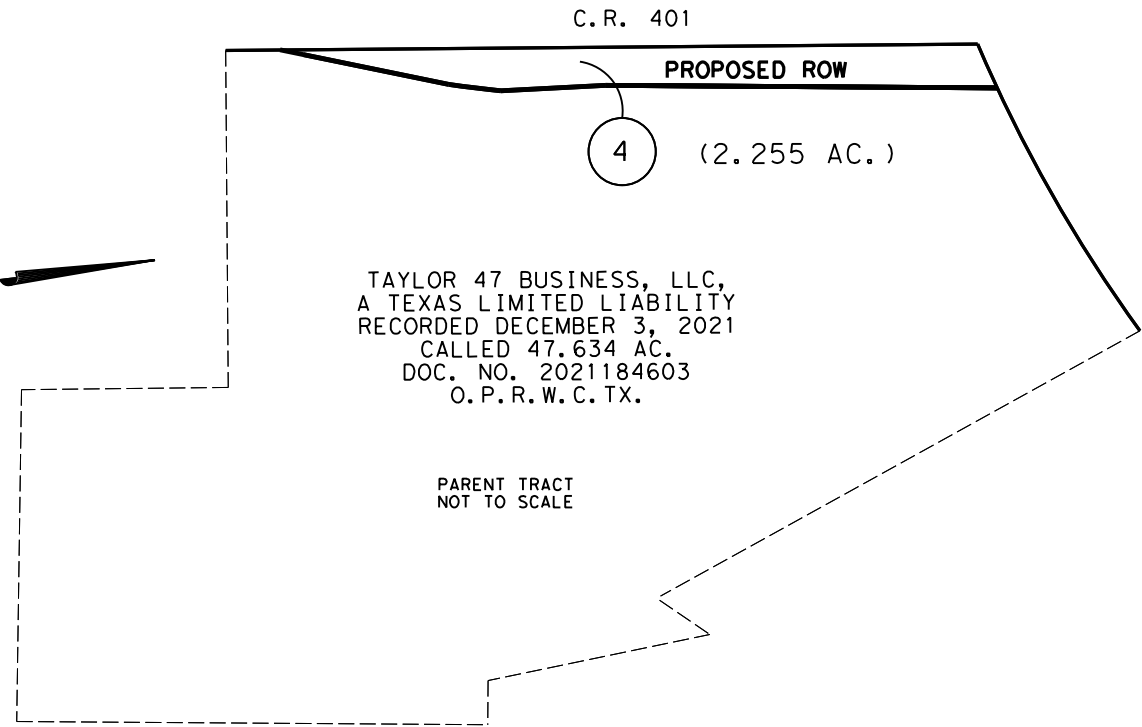 C.R. 401
PROPOSED ROW
4
(2.255 AC.)
TAYLOR 47 BUSINESS, LLC,
A TEXAS LIMITED LIABILITY
RECORDED DECEMBER 3, 2021
CALLED 47.634 AC.
DOC. NO. 2021184603
O.P.R.W.C.TX.
PARENT TRACT
NOT TO SCALE